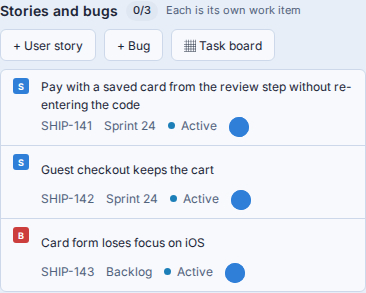 Stories and bugs 0/3 Each is its own work item
+ User story + Bug Task board
S Pay with a saved card from the review step without re-
entering the code
SHIP-141 Sprint 24 Active
S Guest checkout keeps the cart
SHIP-142 Sprint 24 Active
B Card form loses focus on iOS
SHIP-143 Backlog Active